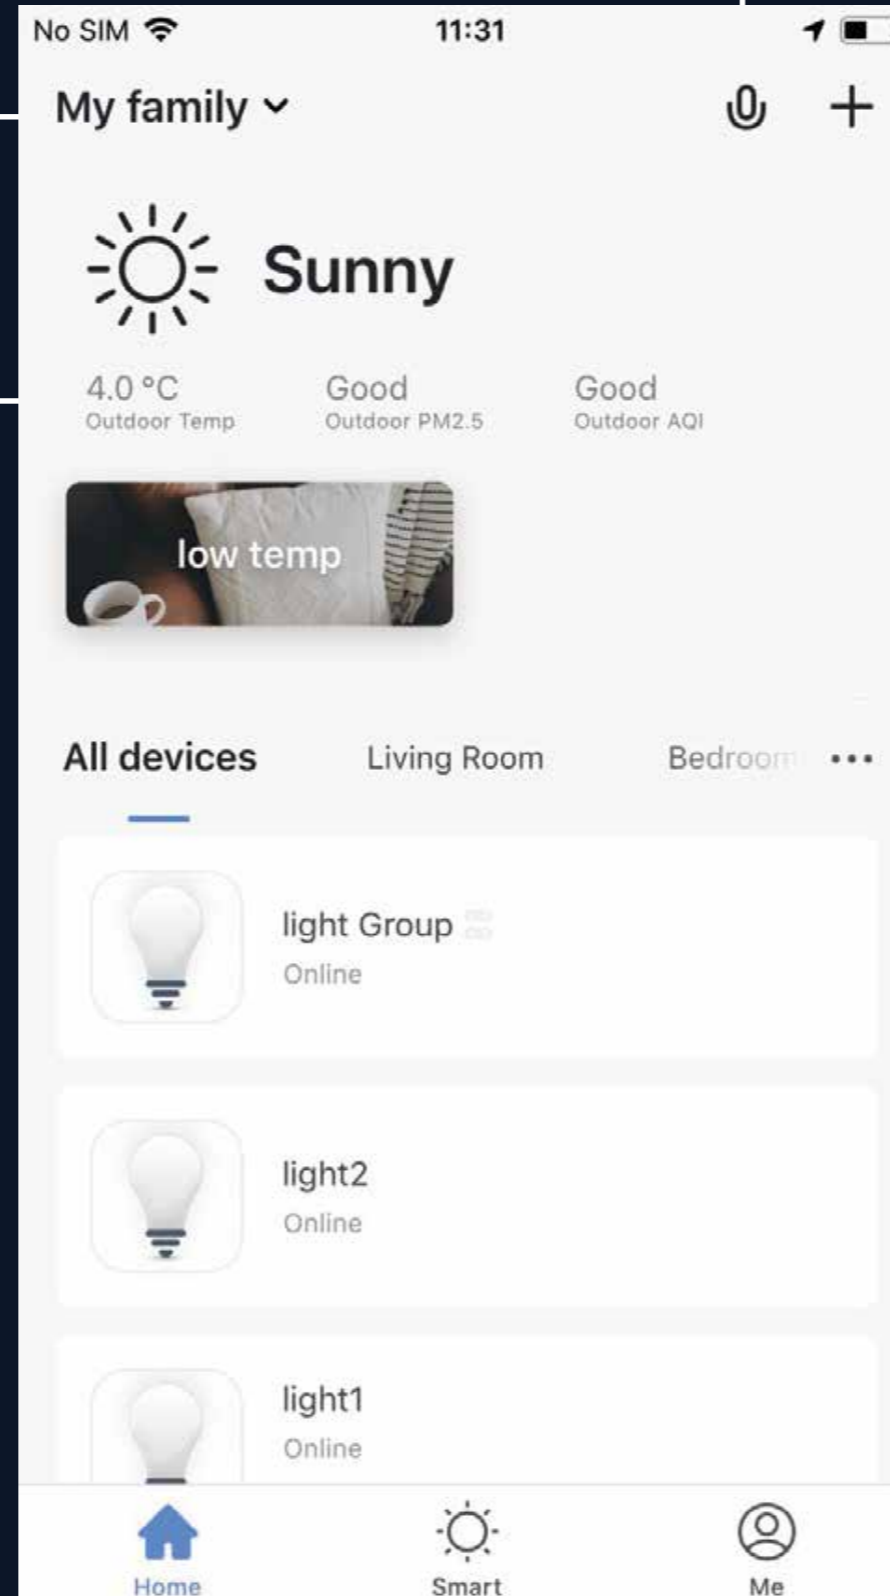 No SIM 11:31
My family
Sunny
4.0 °C Good Good
Outdoor Temp Outdoor PM2.5 Outdoor AQI
low temp
All devices Living Room Bedroom
light Group
Online
light2
Online
light1
Online
Home Smart Me